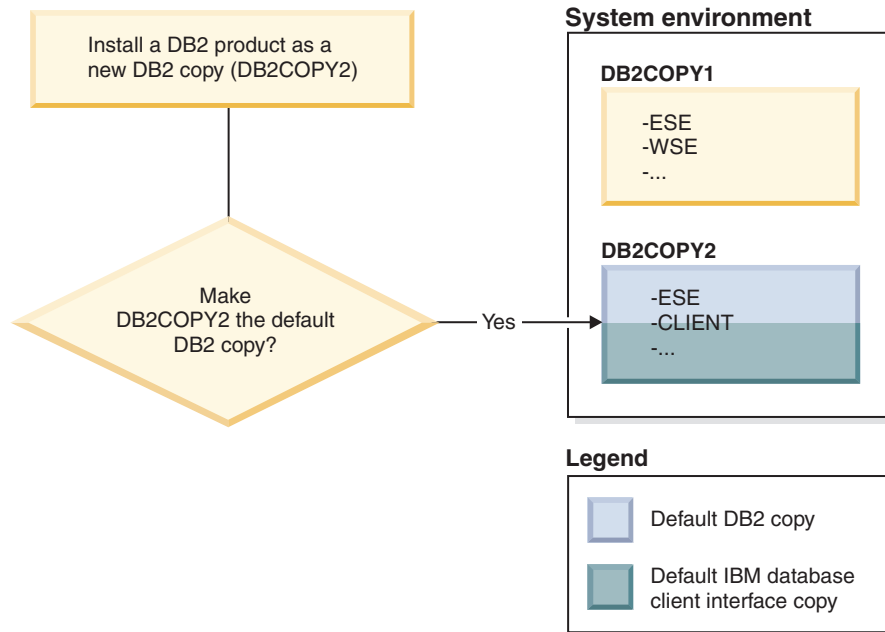 Install a DB2 product as a
new DB2 copy (DB2COPY2)
Make
DB2COPY2 the default
DB2 copy?
Yes
System environment
DB2COPY1
-ESE
-WSE
-...
DB2COPY2
-ESE
-CLIENT
-...
Legend
Default DB2 copy
Default IBM database
client interface copy